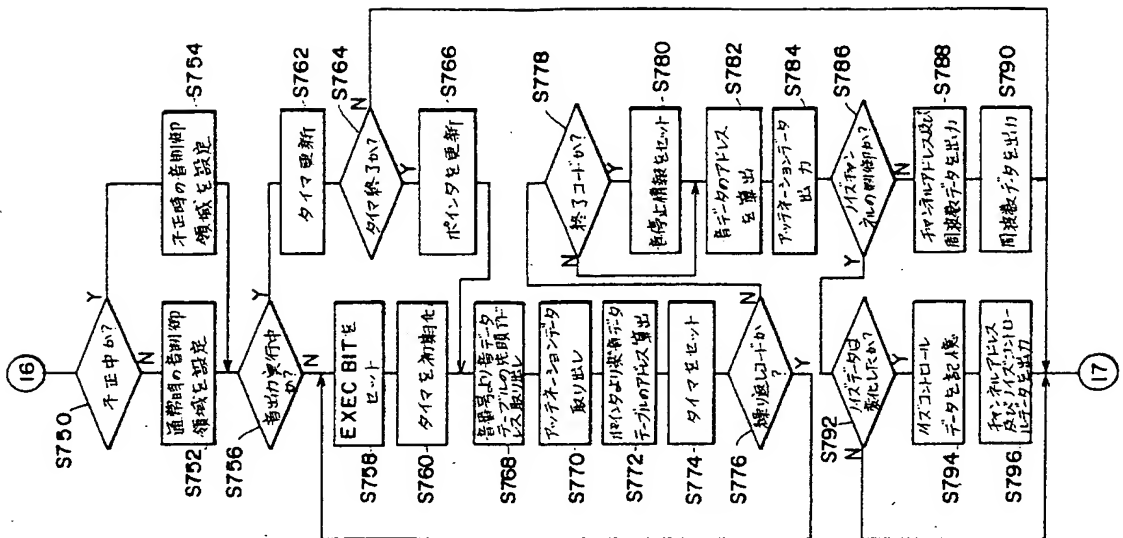 16
S750
不正中か?
Y
N
S752
通常時の音制御
領域を設定
S754
不正時の音制御
領域を設定
S756
音出力実行中
か?
Y
N
S758
EXEC BITを
セット
S760
タイマを初期化
S762
タイマ更新
S764
タイマ終了か?
N
Y
S766
ポインタを更新
S768
音番号より音データ
テーブルの先頭アド
レス取り出し
S770
アッテネーションデータ
取り出し
S772
ポインタより発音データ
テーブルのアドレス算出
S774
タイマをセット
S776
繰り返しコードか
?
N
Y
S778
終了コードか?
N
Y
S780
音停止情報をセット
S782
音データのアドレス
を算出
S784
アッテネーションデータ
出力
S786
ノイズチャン
ネルの制御か?
Y
N
S788
チャンネルアドレス及び
周波数データを出力
S790
周波数データを出力
S792
ノイズデータは
変化したか?
N
Y
S794
ノイズコントロール
データを記憶
S796
チャンネルアドレス
及びノイズコントロー
ルデータを出力
17